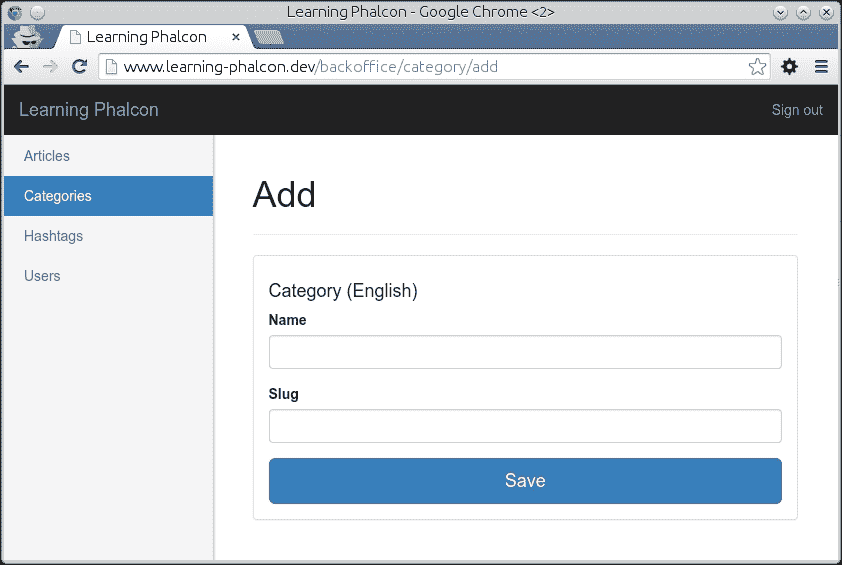 Learning Phalcon - Google Chrome <2>
Learning Phalcon
www.learning-phalcon.dev/backoffice/category/add
Learning Phalcon
Sign out
Articles
Categories
Hashtags
Users
Add
Category (English)
Name
Slug
Save